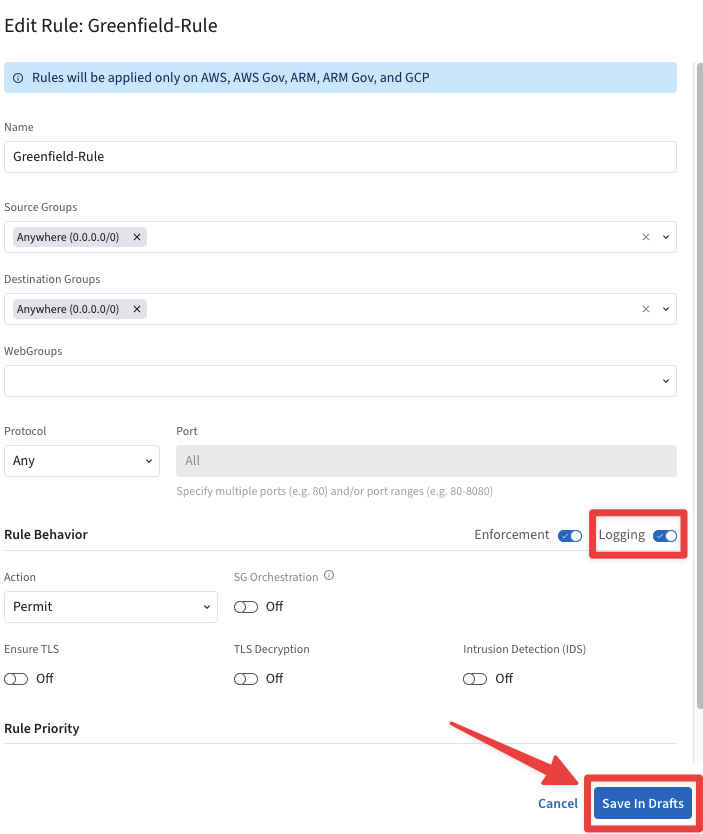 Edit Rule: Greenfield-Rule
Rules will be applied only on AWS, AWS Gov, ARM, ARM Gov, and GCP
Name
Greenfield-Rule
Source Groups
Anywhere (0.0.0.0/0)
Destination Groups
Anywhere (0.0.0.0/0)
WebGroups
Protocol Port
Any All
Specify multiple ports (e.g. 80) and/or port ranges (e.g. 80-8080)
Rule Behavior Enforcement Logging
Action SG Orchestration
Permit Off
Ensure TLS TLS Decryption Intrusion Detection (IDS)
Off Off Off
Rule Priority
Cancel Save In Drafts